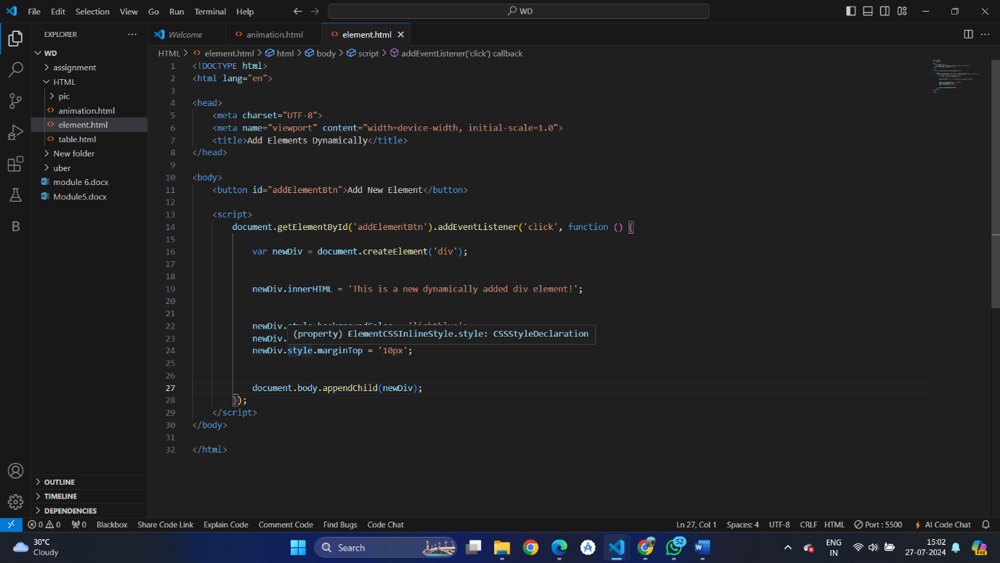 File Edit Selection View Go Run Terminal Help WD
EXPLORER
Welcome animation.html element.html
WD
assignment
HTML
pic
animation.html
element.html
table.html
New folder
uber
module 6.docx
Module5.docx
OUTLINE
TIMELINE
DEPENDENCIES
HTML > element.html > html > body > script > addEventListener('click') callback
1 <!DOCTYPE html>
2 <html lang="en">
3
4 <head>
5 <meta charset="UTF-8">
6 <meta name="viewport" content="width=device-width, initial-scale=1.0">
7 <title>Add Elements Dynamically</title>
8 </head>
9
10 <body>
11 <button id="addElementBtn">Add New Element</button>
12
13 <script>
14 document.getElementById('addElementBtn').addEventListener('click', function () {
15
16 var newDiv = document.createElement('div');
17
18
19 newDiv.innerHTML = 'This is a new dynamically added div element!';
20
21
22 newDiv.style.backgroundColor = 'lightblue';
(property) ElementCSSInlineStyle.style: CSSStyleDeclaration
23 newDiv.
24 newDiv.style.marginTop = '10px';
25
26
27 document.body.appendChild(newDiv);
28 });
29 </script>
30 </body>
31
32 </html>
0 0 0 Blackbox Share Code Link Explain Code Comment Code Find Bugs Code Chat Ln 27, Col 1 Spaces: 4 UTF-8 CRLF HTML Port : 5500 AI Code Chat
30°C
Cloudy
Search
52
ENG
IN
15:02
27-07-2024
PRE